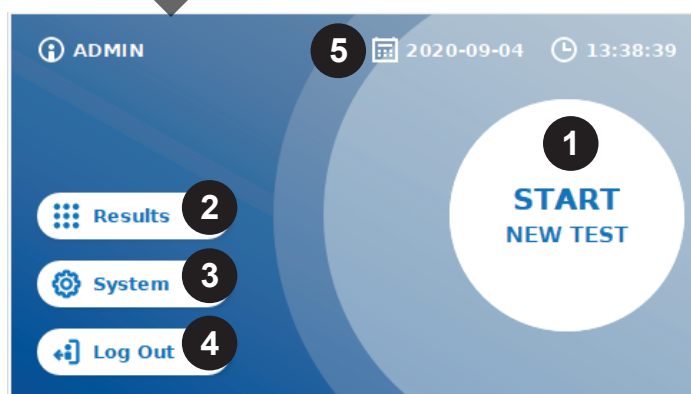 ADMIN 5 2020-09-04 13:38:39
1
START
NEW TEST
Results 2
System 3
Log Out 4